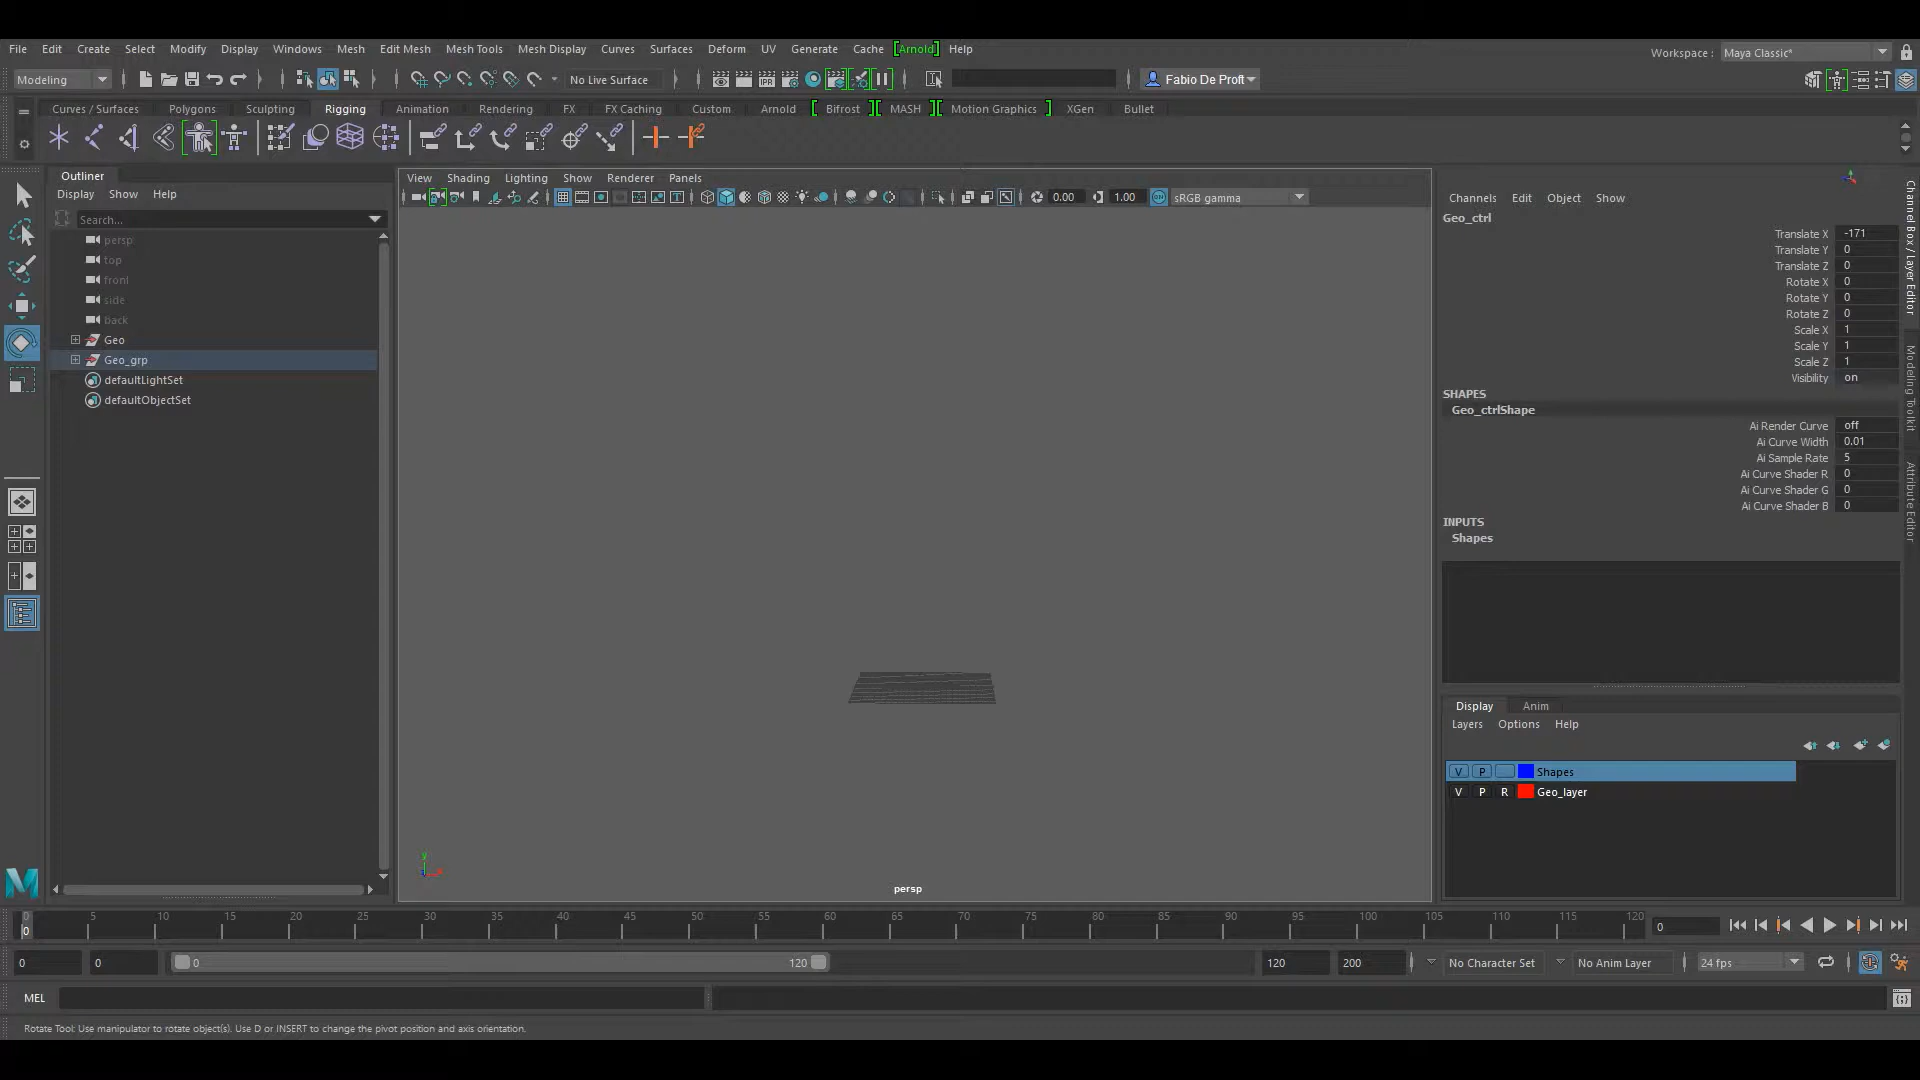 File Edit Create Select Modify Display Windows Mesh Edit Mesh Mesh Tools Mesh Display Curves Surfaces Deform UV Generate Cache [Arnold] Help
Workspace : Maya Classic*
Modeling No Live Surface Fabio De Profi
Curves / Surfaces Polygons Sculpting Rigging Animation Rendering FX FX Caching Custom Arnold Bifrost MASH Motion Graphics XGen Bullet
Outliner
Display Show Help
Search...
persp
top
front
side
back
Geo
Geo_grp
defaultLightSet
defaultObjectSet
View Shading Lighting Show Renderer Panels
0.00 1.00 sRGB gamma
y
persp
Channels Edit Object Show
Geo_ctrl
Translate X -171
Translate Y 0
Translate Z 0
Rotate X 0
Rotate Y 0
Rotate Z 0
Scale X 1
Scale Y 1
Scale Z 1
Visibility on
SHAPES
Geo_ctrlShape
Ai Render Curve off
Ai Curve Width 0.01
Ai Sample Rate 5
Ai Curve Shader R 0
Ai Curve Shader G 0
Ai Curve Shader B 0
INPUTS
Shapes
Display Anim
Layers Options Help
V P Shapes
V P R Geo_layer
Channel Box / Layer Editor
Modeling Toolkit
Attribute Editor
0 5 10 15 20 25 30 35 40 45 50 55 60 65 70 75 80 85 90 95 100 105 110 115 120
0 0
0 0 0 120 120 200 No Character Set No Anim Layer 24 fps
MEL
Rotate Tool: Use manipulator to rotate object(s). Use D or INSERT to change the pivot position and axis orientation.